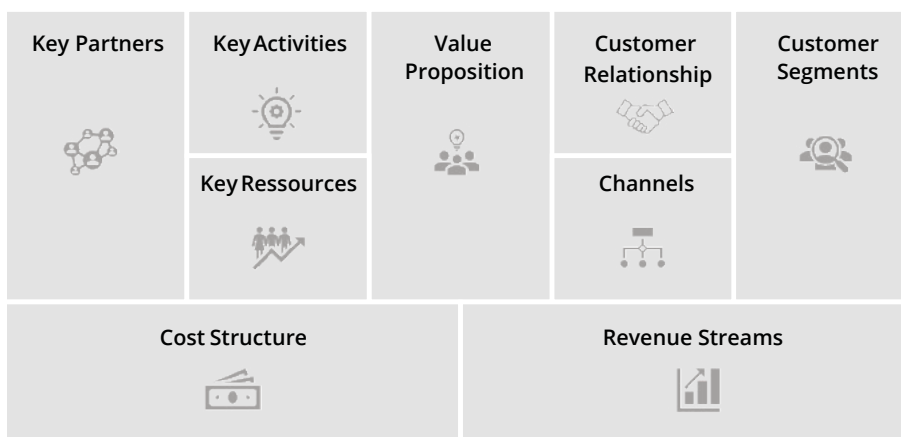 Key Partners
Key Activities
Value
Proposition
Customer
Relationship
Customer
Segments
Key Ressources
Channels
Cost Structure
Revenue Streams